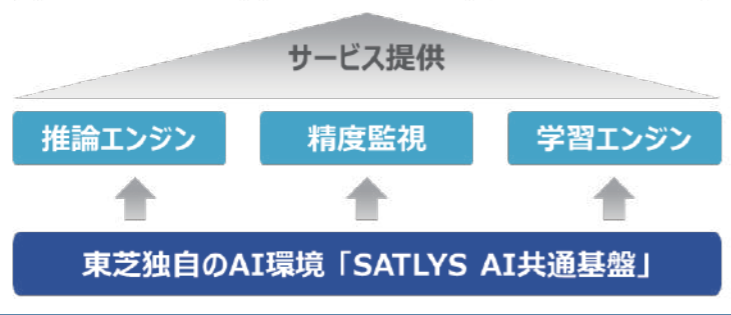 サービス提供
推論エンジン
精度監視
学習エンジン
東芝独自のAI環境「SATLYS AI共通基盤」